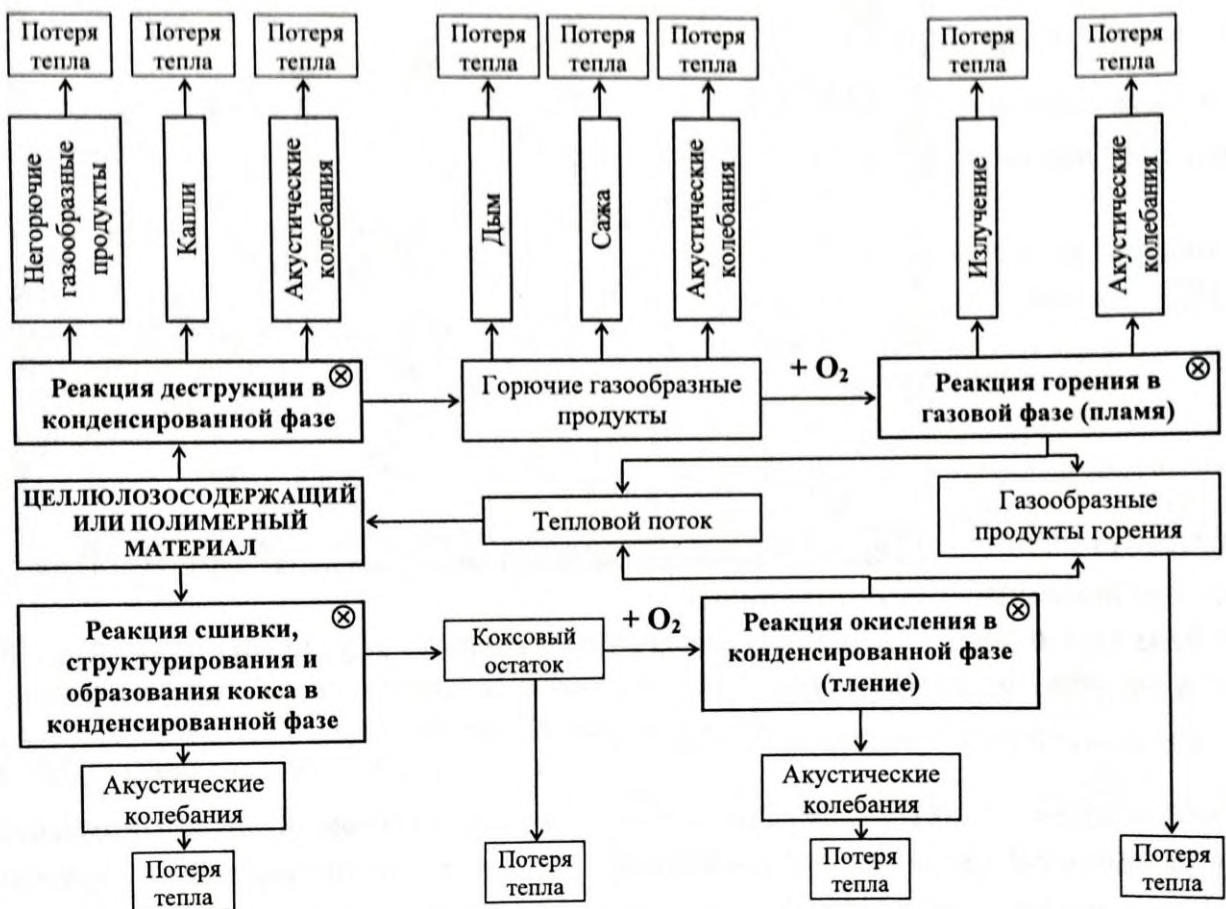 Потеря
тепла
Потеря
тепла
Потеря
тепла
Потеря
тепла
Потеря
тепла
Потеря
тепла
Потеря
тепла
Потеря
тепла
Негорючие
газообразные
продукты
Капли
Акустические
колебания
Дым
Сажа
Акустические
колебания
Излучение
Акустические
колебания
Реакция деструкции в
конденсированной фазе
Горючие газообразные
продукты
+ O₂
Реакция горения в
газовой фазе (пламя)
ЦЕЛЛЮЛОЗОСОДЕРЖАЩИЙ
ИЛИ ПОЛИМЕРНЫЙ
МАТЕРИАЛ
Тепловой поток
Газообразные
продукты горения
Реакция сшивки,
структурирования и
образования кокса в
конденсированной фазе
Коксовый
остаток
+ O₂
Реакция окисления в
конденсированной фазе
(тление)
Акустические
колебания
Акустические
колебания
Потеря
тепла
Потеря
тепла
Потеря
тепла
Потеря
тепла